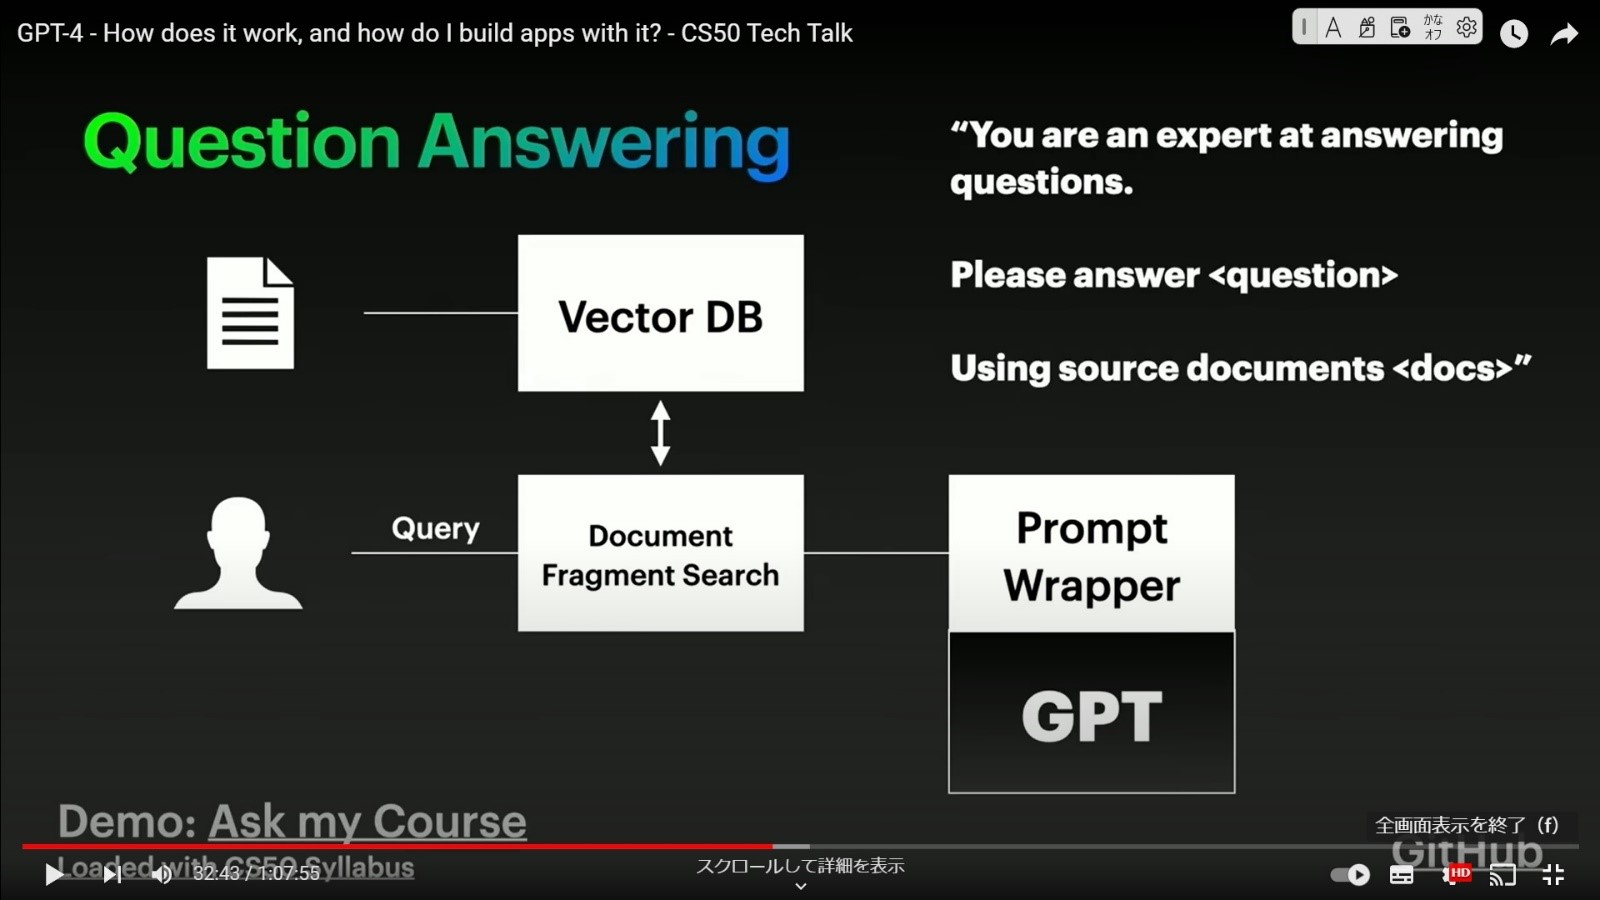 GPT-4 - How does it work, and how do I build apps with it? - CS50 Tech Talk
A
かな
オフ
Question Answering
“You are an expert at answering
questions.
Please answer <question>
Using source documents <docs>”
Vector DB
Query
Document
Fragment Search
Prompt
Wrapper
GPT
Demo: Ask my Course
全画面表示を終了 (f)
Loaded with CS50 Syllabus
GitHub
32:43 / 1:07:55
スクロールして詳細を表示
HD